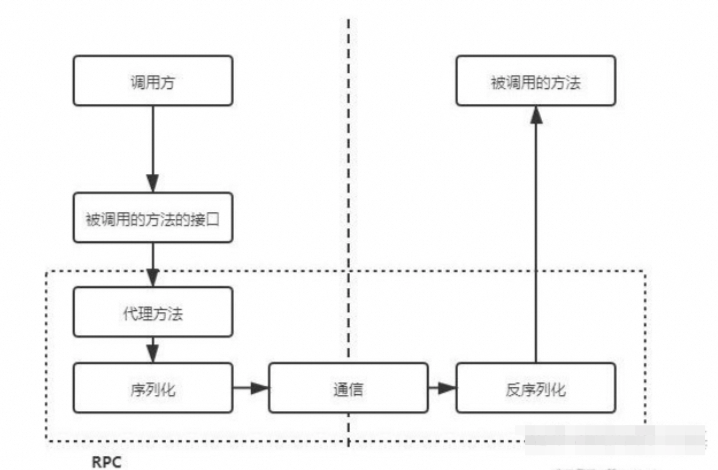 调用方
被调用的方法
被调用的方法的接口
代理方法
序列化
通信
反序列化
RPC